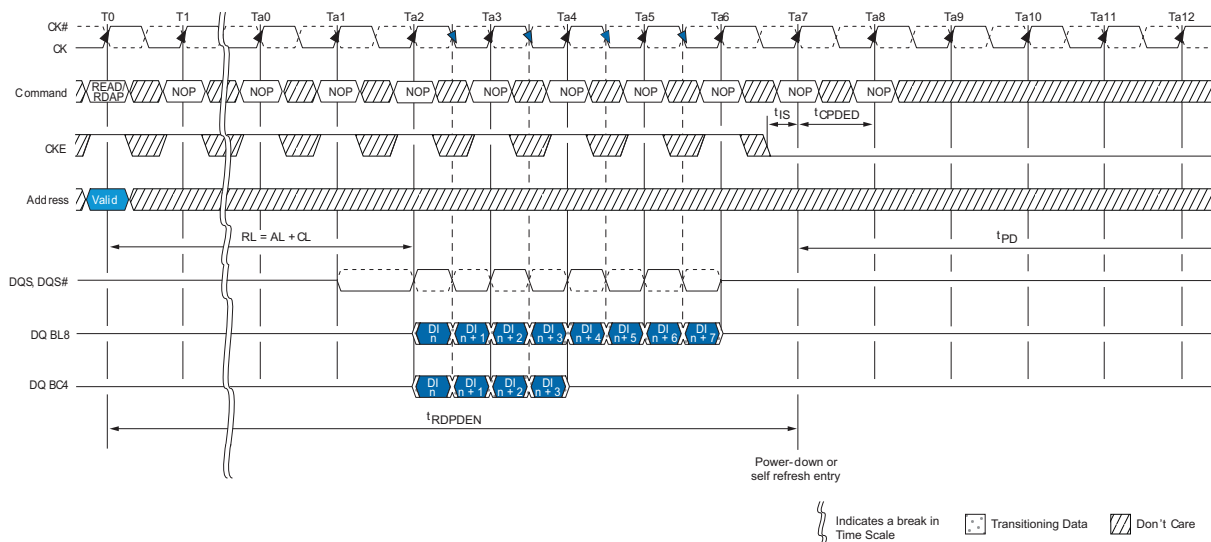 T0 T1 Ta0 Ta1 Ta2 Ta3 Ta4 Ta5 Ta6 Ta7 Ta8 Ta9 Ta10 Ta11 Ta12
CK#
CK
Command READ/RDAP NOP NOP NOP NOP NOP NOP NOP NOP NOP NOP
tIS tCPDED
CKE
Address Valid
RL = AL + CL
tPD
DQS, DQS#
DQ BL8 DI n DI n + 1 DI n + 2 DI n + 3 DI n + 4 DI n+ 5 DI n + 6 DI n + 7
DQ BC4 DI n DI n + 1 DI n + 2 DI n + 3
tRDPDEN
Power-down or
self refresh entry
Indicates a break in
Time Scale
Transitioning Data
Don't Care